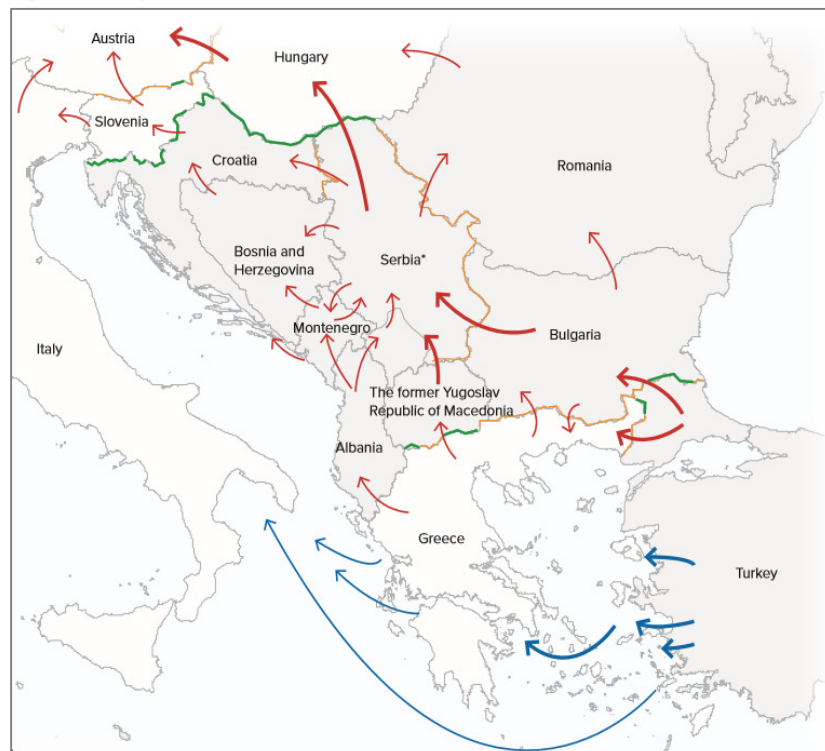 Austria
Hungary
Slovenia
Croatia
Romania
Bosnia and
Herzegovina
Serbia*
Montenegro
Italy
Bulgaria
The former Yugoslav
Republic of Macedonia
Albania
Greece
Turkey